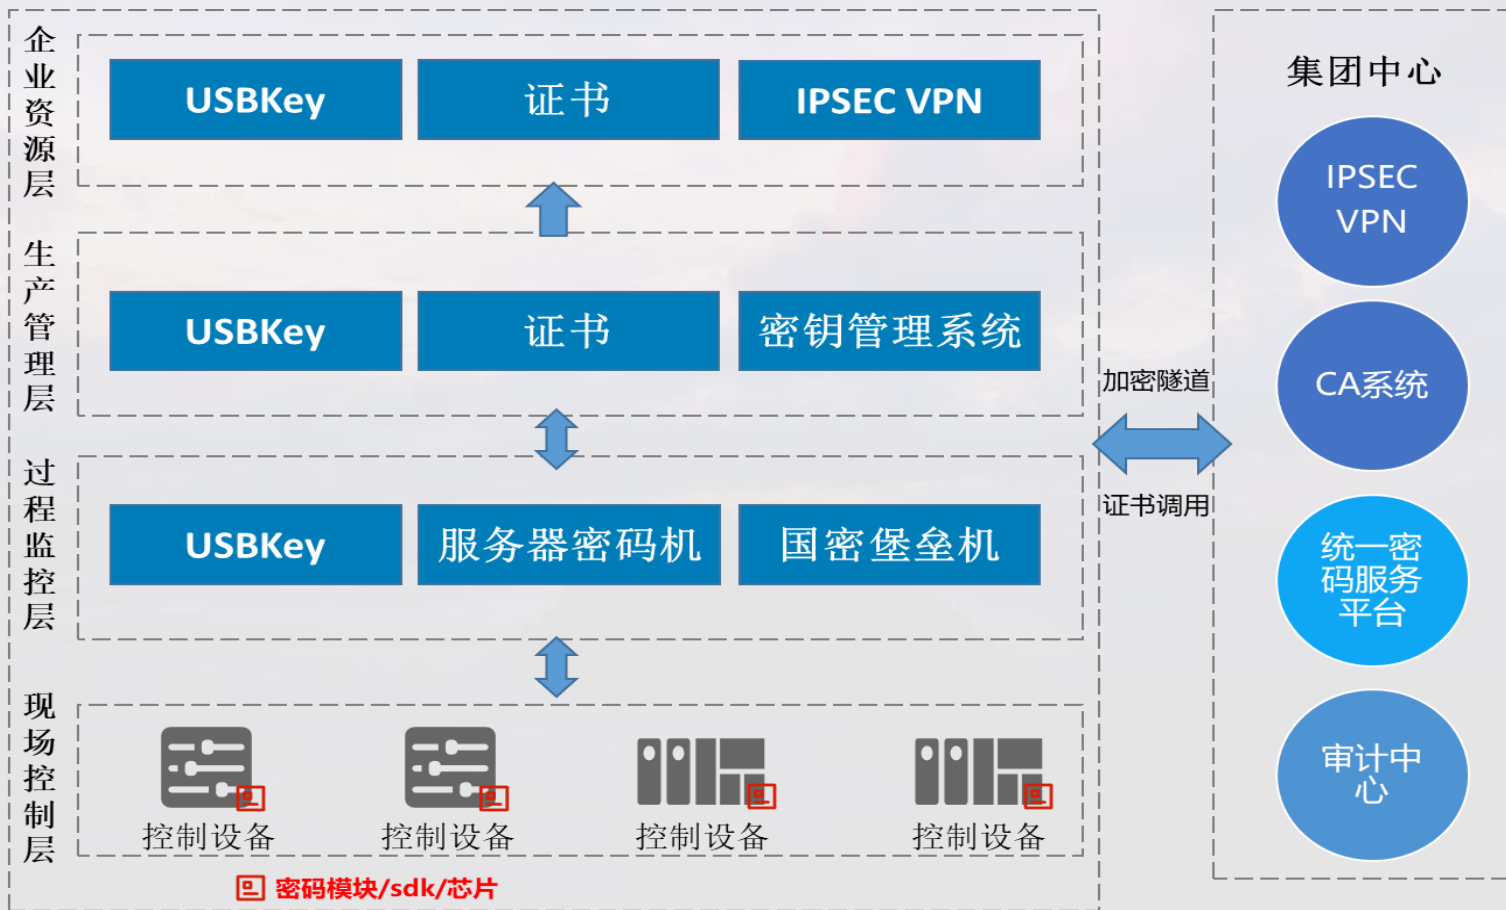 企业资源层
USBKey
证书
IPSEC VPN
生产管理层
USBKey
证书
密钥管理系统
过程监控层
USBKey
服务器密码机
国密堡垒机
现场控制层
控制设备
控制设备
控制设备
控制设备
密码模块/sdk/芯片
加密隧道
证书调用
集团中心
IPSEC
VPN
CA系统
统一密
码服务
平台
审计中
心